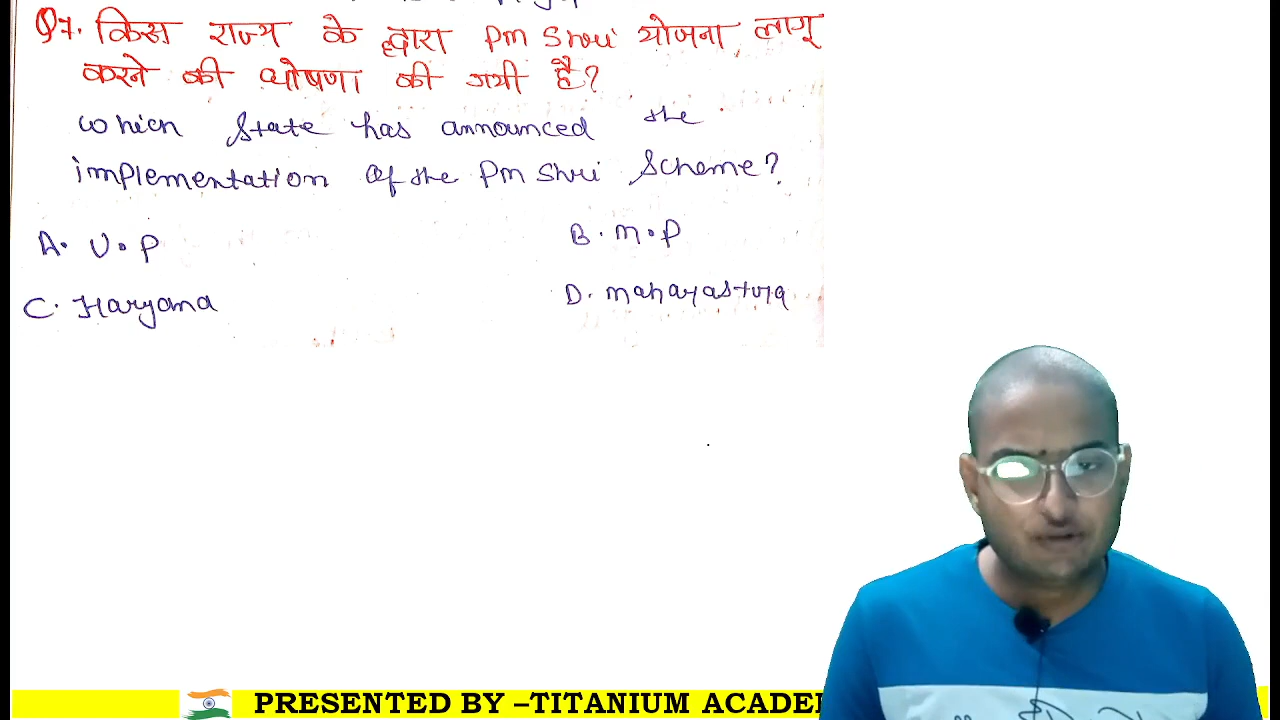 Q7. किस राज्य के द्वारा Pm Shri योजना लागू
करने की घोषणा की गयी है?
Which State has announced the
implementation Of the Pm Shri Scheme?
A. U.P
B. M.P
C. Haryana
D. maharastra
PRESENTED BY –TITANIUM ACADE